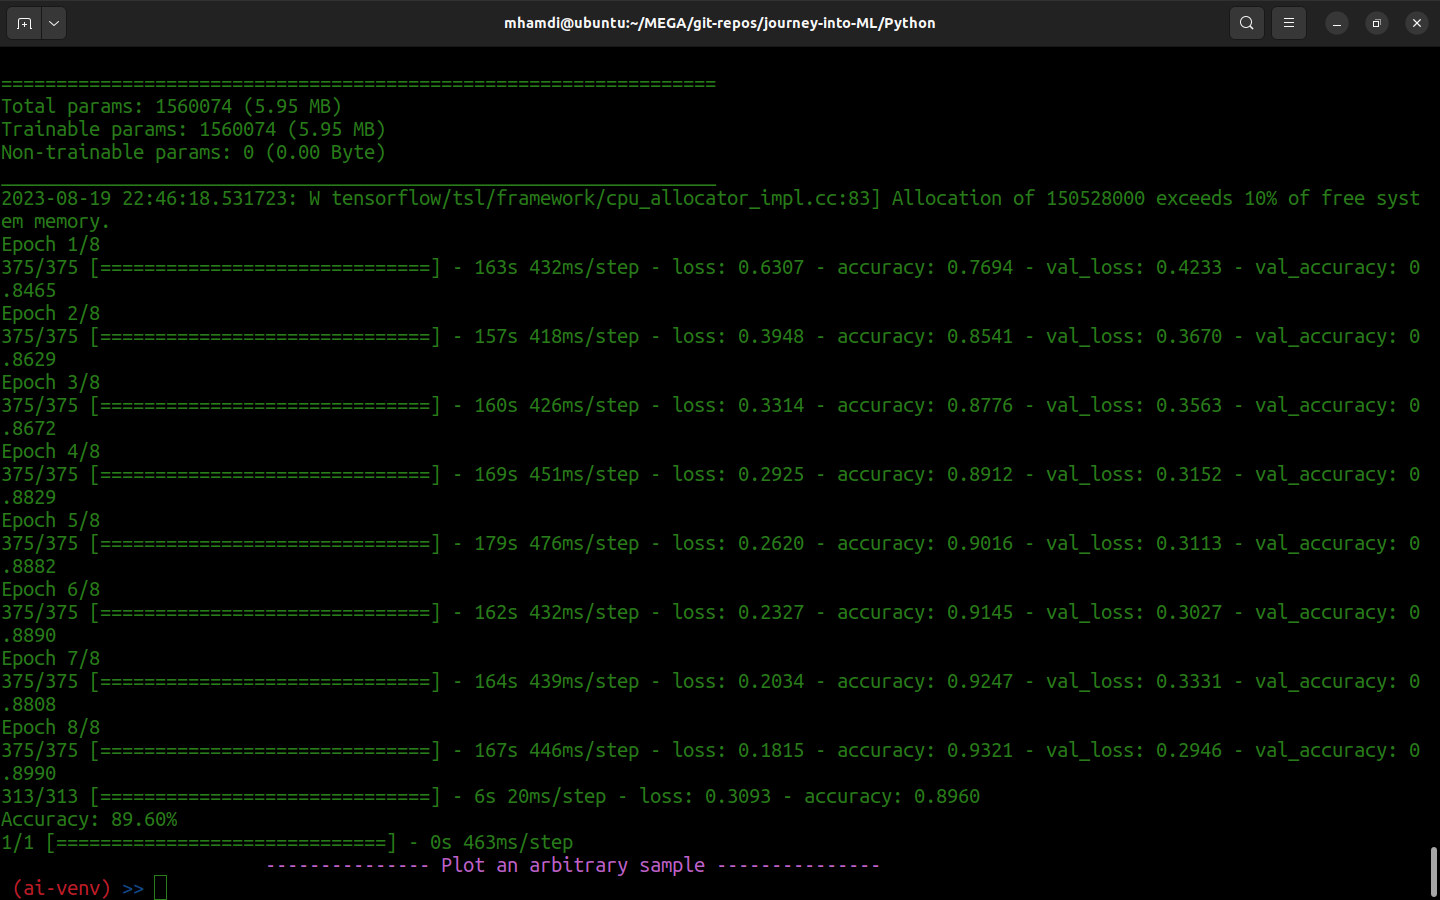 mhamdi@ubuntu:~/MEGA/git-repos/journey-into-ML/Python
=================================================================
Total params: 1560074 (5.95 MB)
Trainable params: 1560074 (5.95 MB)
Non-trainable params: 0 (0.00 Byte)
_________________________________________________________________
2023-08-19 22:46:18.531723: W tensorflow/tsl/framework/cpu_allocator_impl.cc:83] Allocation of 150528000 exceeds 10% of free syst
em memory.
Epoch 1/8
375/375 [==============================] - 163s 432ms/step - loss: 0.6307 - accuracy: 0.7694 - val_loss: 0.4233 - val_accuracy: 0
.8465
Epoch 2/8
375/375 [==============================] - 157s 418ms/step - loss: 0.3948 - accuracy: 0.8541 - val_loss: 0.3670 - val_accuracy: 0
.8629
Epoch 3/8
375/375 [==============================] - 160s 426ms/step - loss: 0.3314 - accuracy: 0.8776 - val_loss: 0.3563 - val_accuracy: 0
.8672
Epoch 4/8
375/375 [==============================] - 169s 451ms/step - loss: 0.2925 - accuracy: 0.8912 - val_loss: 0.3152 - val_accuracy: 0
.8829
Epoch 5/8
375/375 [==============================] - 179s 476ms/step - loss: 0.2620 - accuracy: 0.9016 - val_loss: 0.3113 - val_accuracy: 0
.8882
Epoch 6/8
375/375 [==============================] - 162s 432ms/step - loss: 0.2327 - accuracy: 0.9145 - val_loss: 0.3027 - val_accuracy: 0
.8890
Epoch 7/8
375/375 [==============================] - 164s 439ms/step - loss: 0.2034 - accuracy: 0.9247 - val_loss: 0.3331 - val_accuracy: 0
.8808
Epoch 8/8
375/375 [==============================] - 167s 446ms/step - loss: 0.1815 - accuracy: 0.9321 - val_loss: 0.2946 - val_accuracy: 0
.8990
313/313 [==============================] - 6s 20ms/step - loss: 0.3093 - accuracy: 0.8960
Accuracy: 89.60%
1/1 [==============================] - 0s 463ms/step
--------------- Plot an arbitrary sample ---------------
(ai-venv) >>